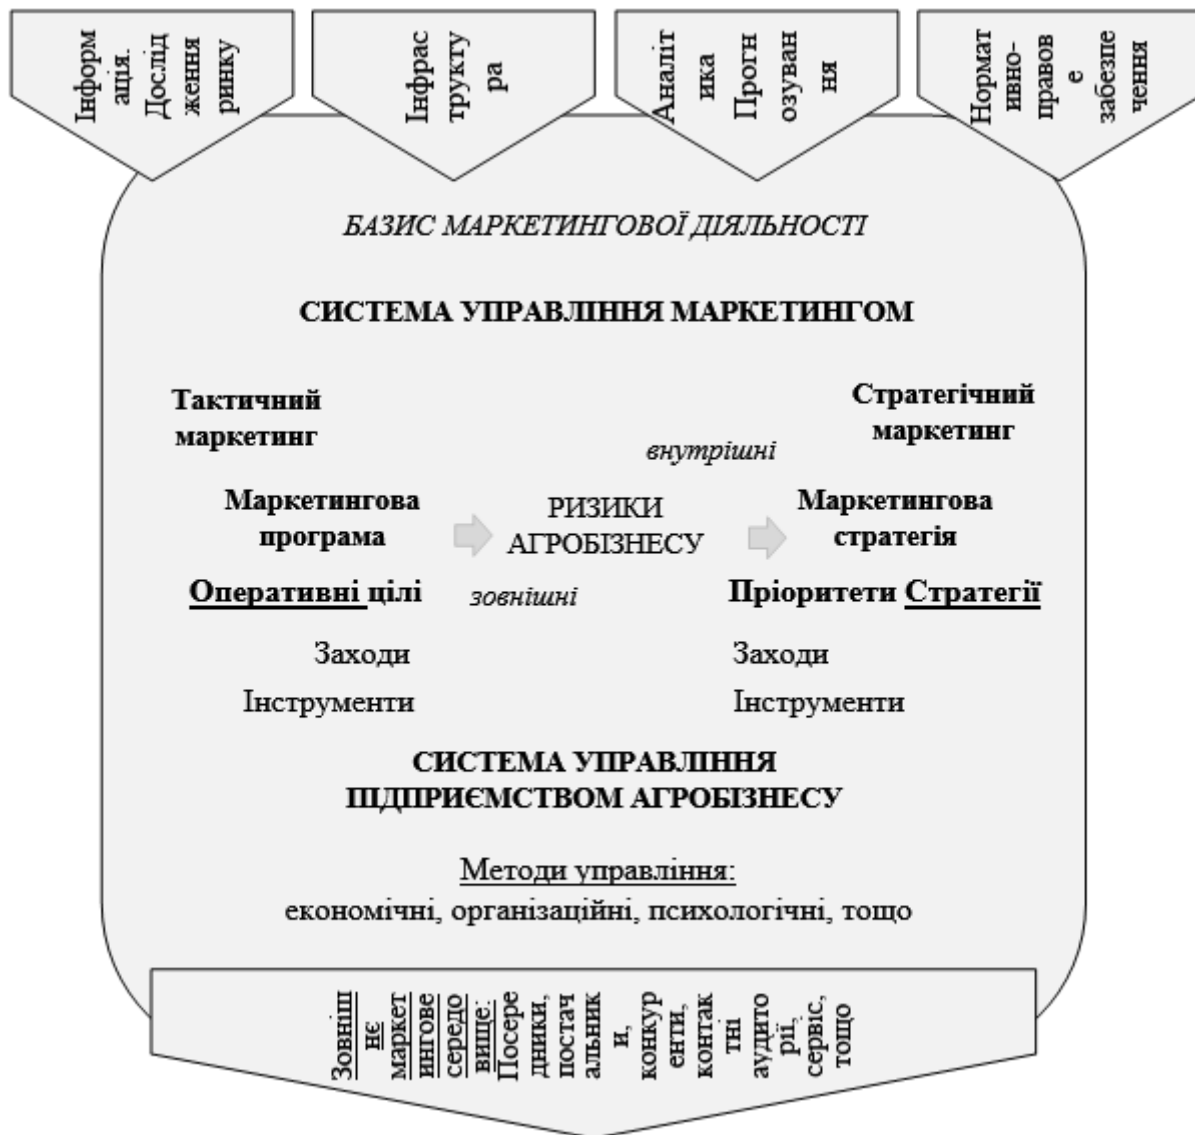 Інформ
ація.
Дослід
ження
ринку
Інфрас
трукту
ра
Аналіт
ика
Прогн
озуван
ня
Нормат
ивно-
правов
е
забезпе
чення
БАЗИС МАРКЕТИНГОВОЇ ДІЯЛЬНОСТІ
СИСТЕМА УПРАВЛІННЯ МАРКЕТИНГОМ
Тактичний
маркетинг
Стратегічний
маркетинг
внутрішні
Маркетингова
програма
РИЗИКИ
АГРОБІЗНЕСУ
Маркетингова
стратегія
Оперативні цілі
зовнішні
Пріоритети Стратегії
Заходи
Інструменти
Заходи
Інструменти
СИСТЕМА УПРАВЛІННЯ
ПІДПРИЄМСТВОМ АГРОБІЗНЕСУ
Методи управління:
економічні, організаційні, психологічні, тощо
Зовніш
нє
маркет
ингове
середо
вище:
Посере
дники,
постач
альник
и,
конкур
енти,
контак
тні
аудито
рії,
сервіс,
тощо